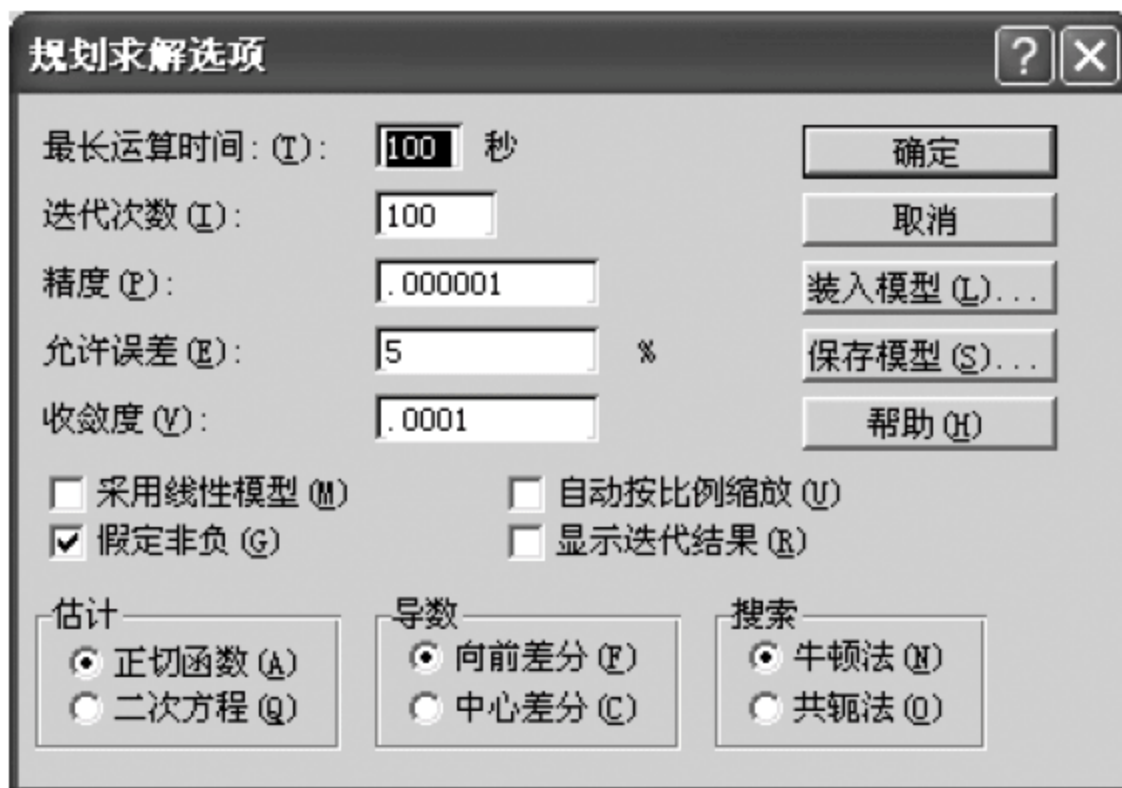 规划求解选项
最长运算时间:(T): 100 秒 确定
迭代次数(I): 100 取消
精度(P): .000001 装入模型(L)...
允许误差(E): 5 % 保存模型(S)...
收敛度(V): .0001 帮助(H)
采用线性模型(M) 自动按比例缩放(U)
假定非负(G) 显示迭代结果(R)
估计 导数 搜索
正切函数(A) 向前差分(F) 牛顿法(N)
二次方程(Q) 中心差分(C) 共轭法(O)